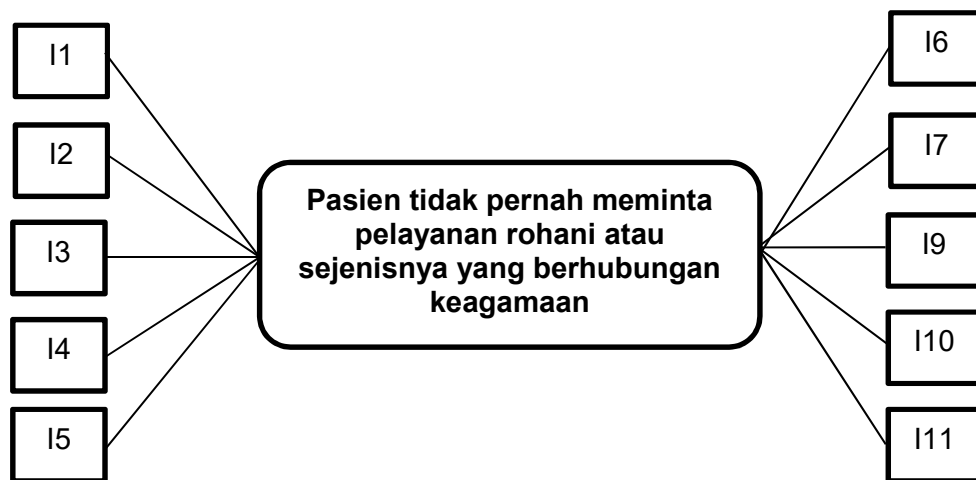 I1
I2
I3
I4
I5
Pasien tidak pernah meminta
pelayanan rohani atau
sejenisnya yang berhubungan
keagamaan
I6
I7
I9
I10
I11